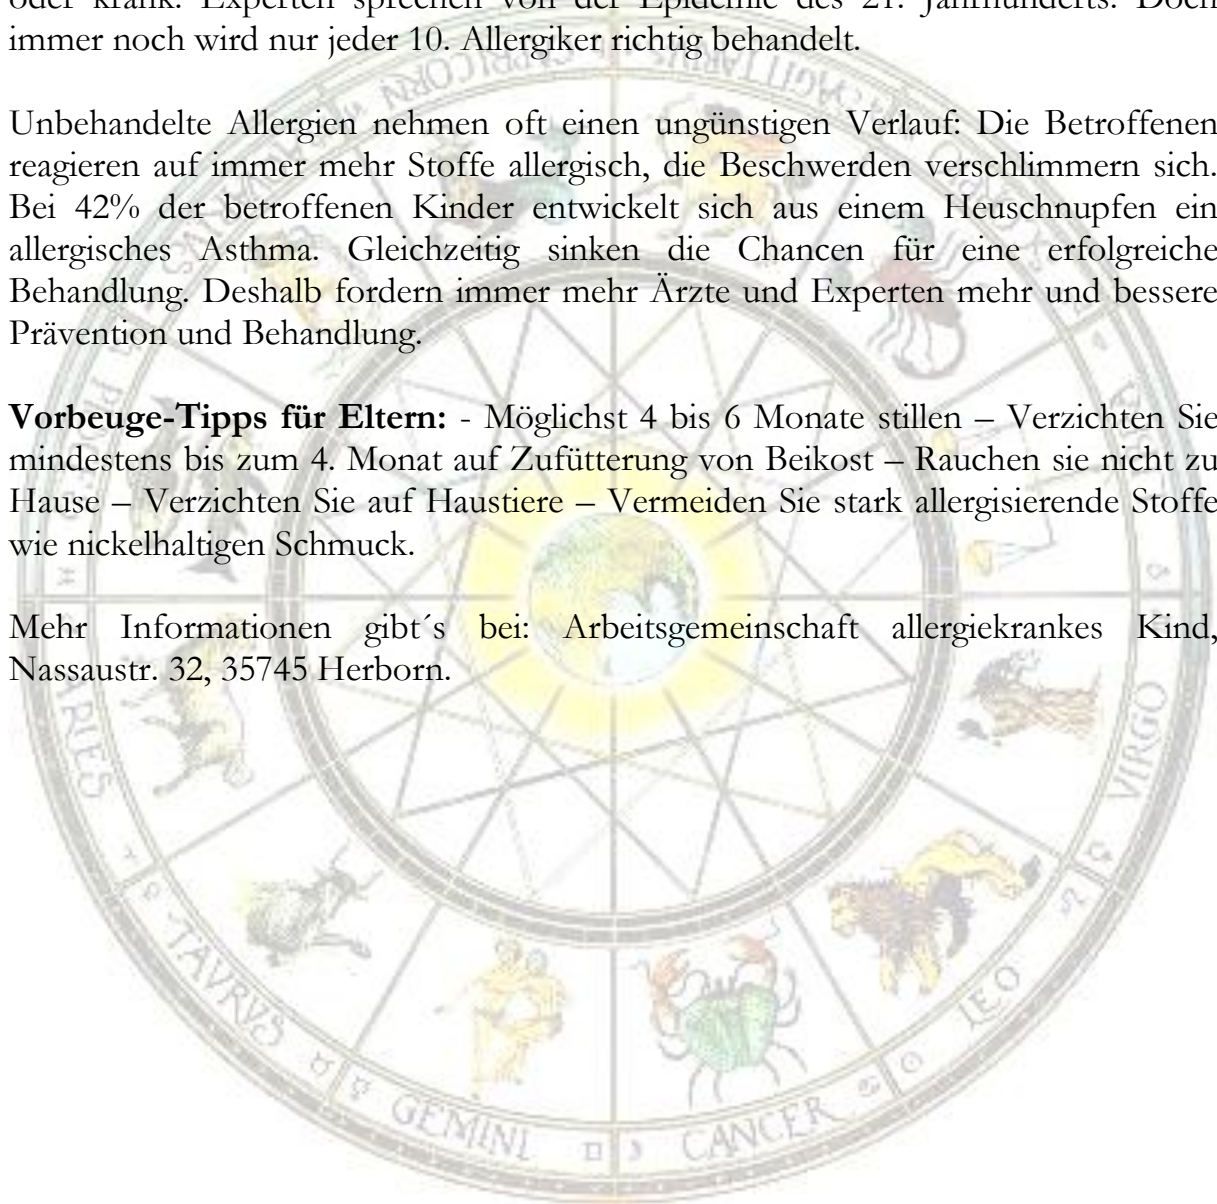 oder krank. Experten sprechen von der Epidemie des 21. Jahrhunderts. Doch
immer noch wird nur jeder 10. Allergiker richtig behandelt.
Unbehandelte Allergien nehmen oft einen ungünstigen Verlauf: Die Betroffenen
reagieren auf immer mehr Stoffe allergisch, die Beschwerden verschlimmern sich.
Bei 42% der betroffenen Kinder entwickelt sich aus einem Heuschnupfen ein
allergisches Asthma. Gleichzeitig sinken die Chancen für eine erfolgreiche
Behandlung. Deshalb fordern immer mehr Ärzte und Experten mehr und bessere
Prävention und Behandlung.
Vorbeuge-Tipps für Eltern: - Möglichst 4 bis 6 Monate stillen – Verzichten Sie
mindestens bis zum 4. Monat auf Zufütterung von Beikost – Rauchen sie nicht zu
Hause – Verzichten Sie auf Haustiere – Vermeiden Sie stark allergisierende Stoffe
wie nickelhaltigen Schmuck.
Mehr Informationen gibt´s bei: Arbeitsgemeinschaft allergiekrankes Kind,
Nassaustr. 32, 35745 Herborn.
CAPRICORN
SAGITTARIUS
ARIES
VIRGO
TAVRVS
LEO
GEMINI
CANCER